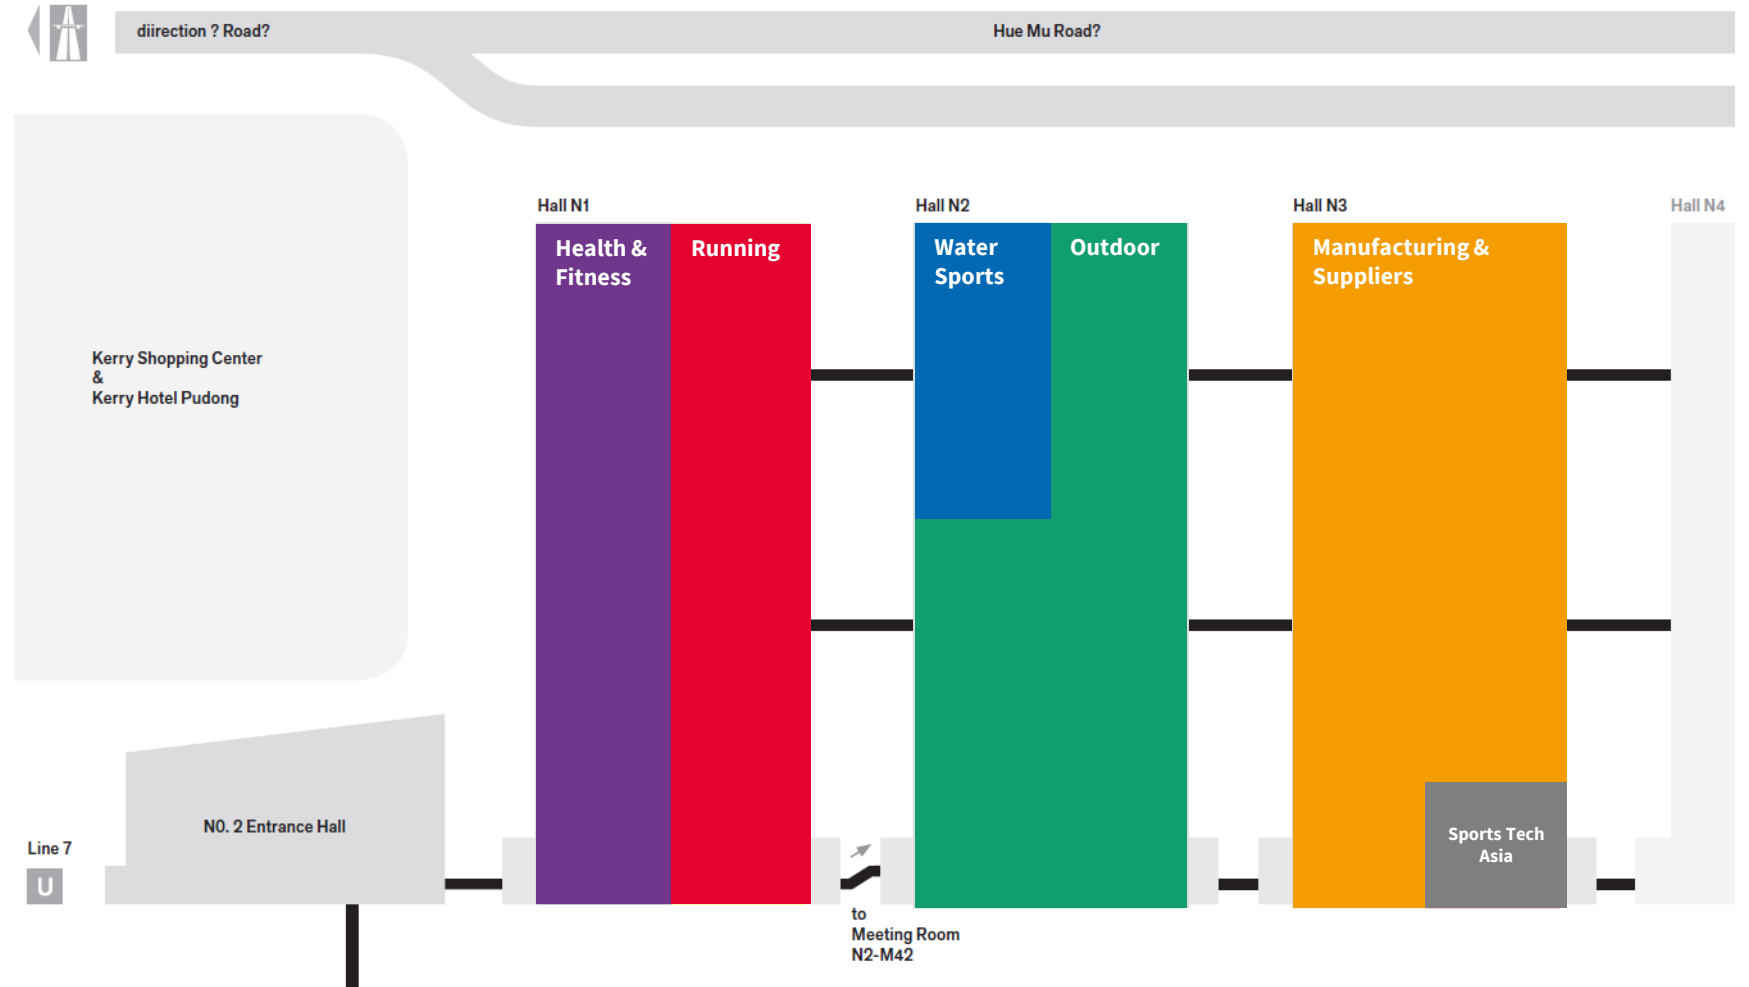 diirection ? Road?
Hue Mu Road?
Hall N1
Hall N2
Hall N3
Hall N4
Health &
Fitness
Running
Water
Sports
Outdoor
Manufacturing &
Suppliers
Kerry Shopping Center
&
Kerry Hotel Pudong
N0. 2 Entrance Hall
Line 7
U
Sports Tech
Asia
to
Meeting Room
N2-M42